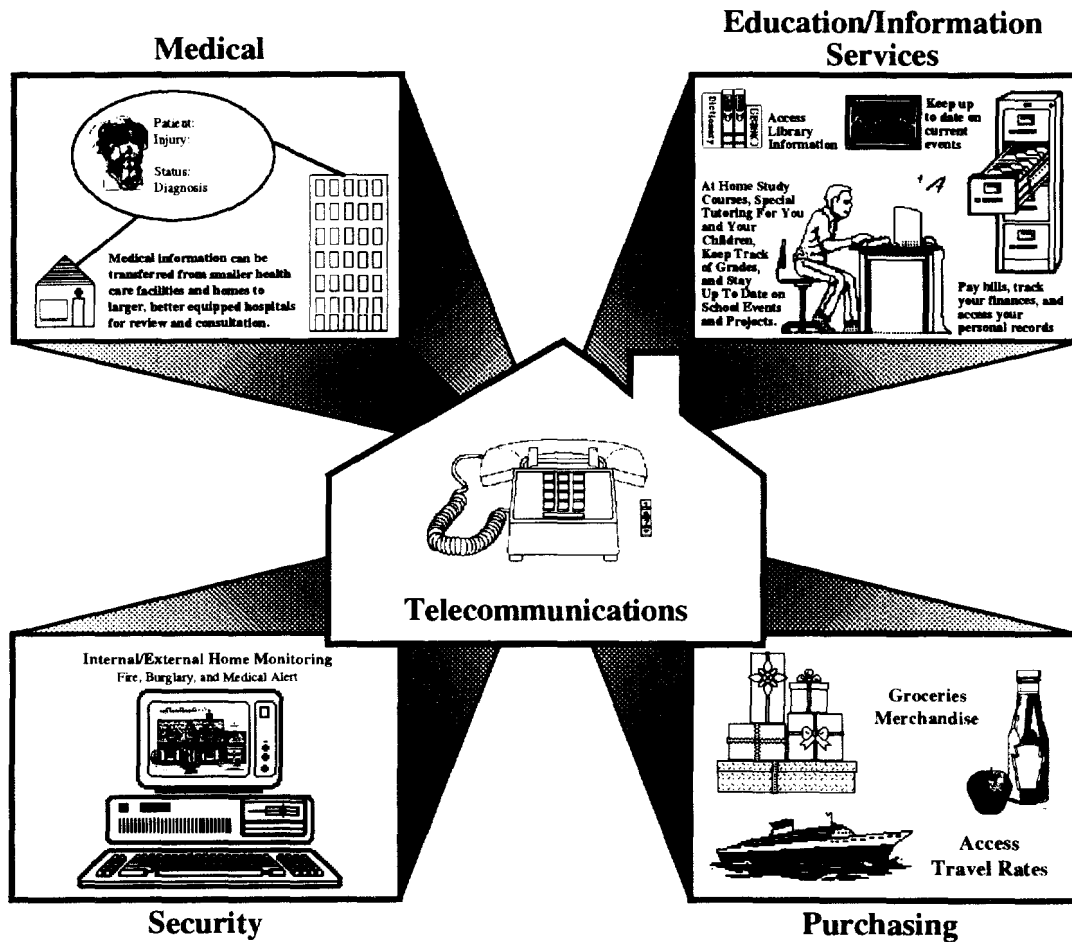 Medical
Education/Information
Services
Patient:
Injury:
Status:
Diagnosis
Medical information can be
transferred from smaller health
care facilities and homes to
larger, better equipped hospitals
for review and consultation.
Dictionary
Access
Library
Information
Keep up
to date on
current
events
At Home Study
Courses, Special
Tutoring For You
and Your
Children,
Keep Track
of Grades,
and Stay
Up To Date on
School Events
and Projects.
+ A
Pay bills, track
your finances, and
access your
personal records
Telecommunications
Internal/External Home Monitoring
Fire, Burglary, and Medical Alert
Security
Groceries
Merchandise
Access
Travel Rates
Purchasing